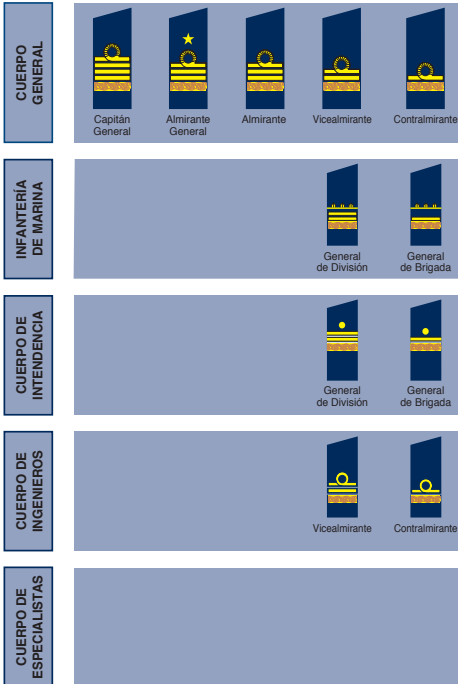 CUERPO
GENERAL
Capitán
General
Almirante
General
Almirante
Vicealmirante
Contralmirante
INFANTERÍA
DE MARINA
General
de División
General
de Brigada
CUERPO DE
INTENDENCIA
General
de División
General
de Brigada
CUERPO DE
INGENIEROS
Vicealmirante
Contralmirante
CUERPO DE
ESPECIALISTAS